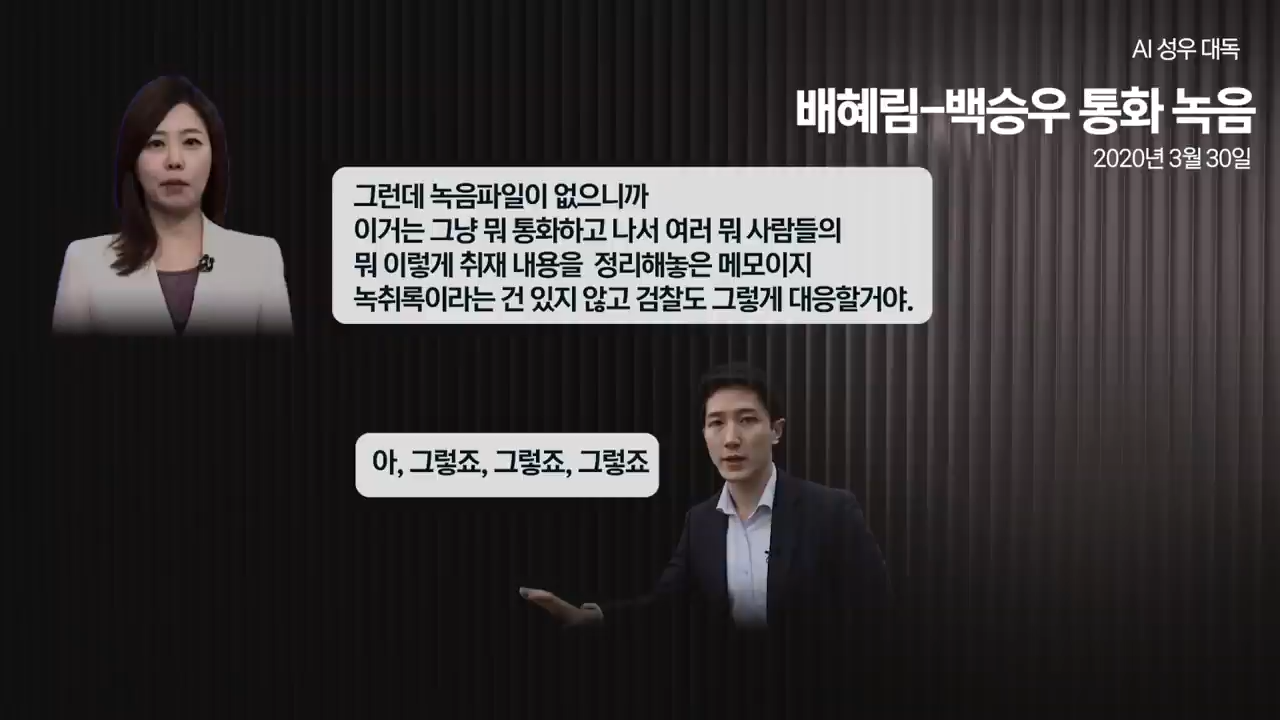 AI 성우 대독
배혜림-백승우 통화 녹음
2020년 3월 30일
그런데 녹음파일이 없으니까
이거는 그냥 뭐 통화하고 나서 여러 뭐 사람들의
뭐 이렇게 취재 내용을 정리해놓은 메모이지
녹취록이라는 건 있지 않고 검찰도 그렇게 대응할거야.
아, 그렇죠, 그렇죠, 그렇죠